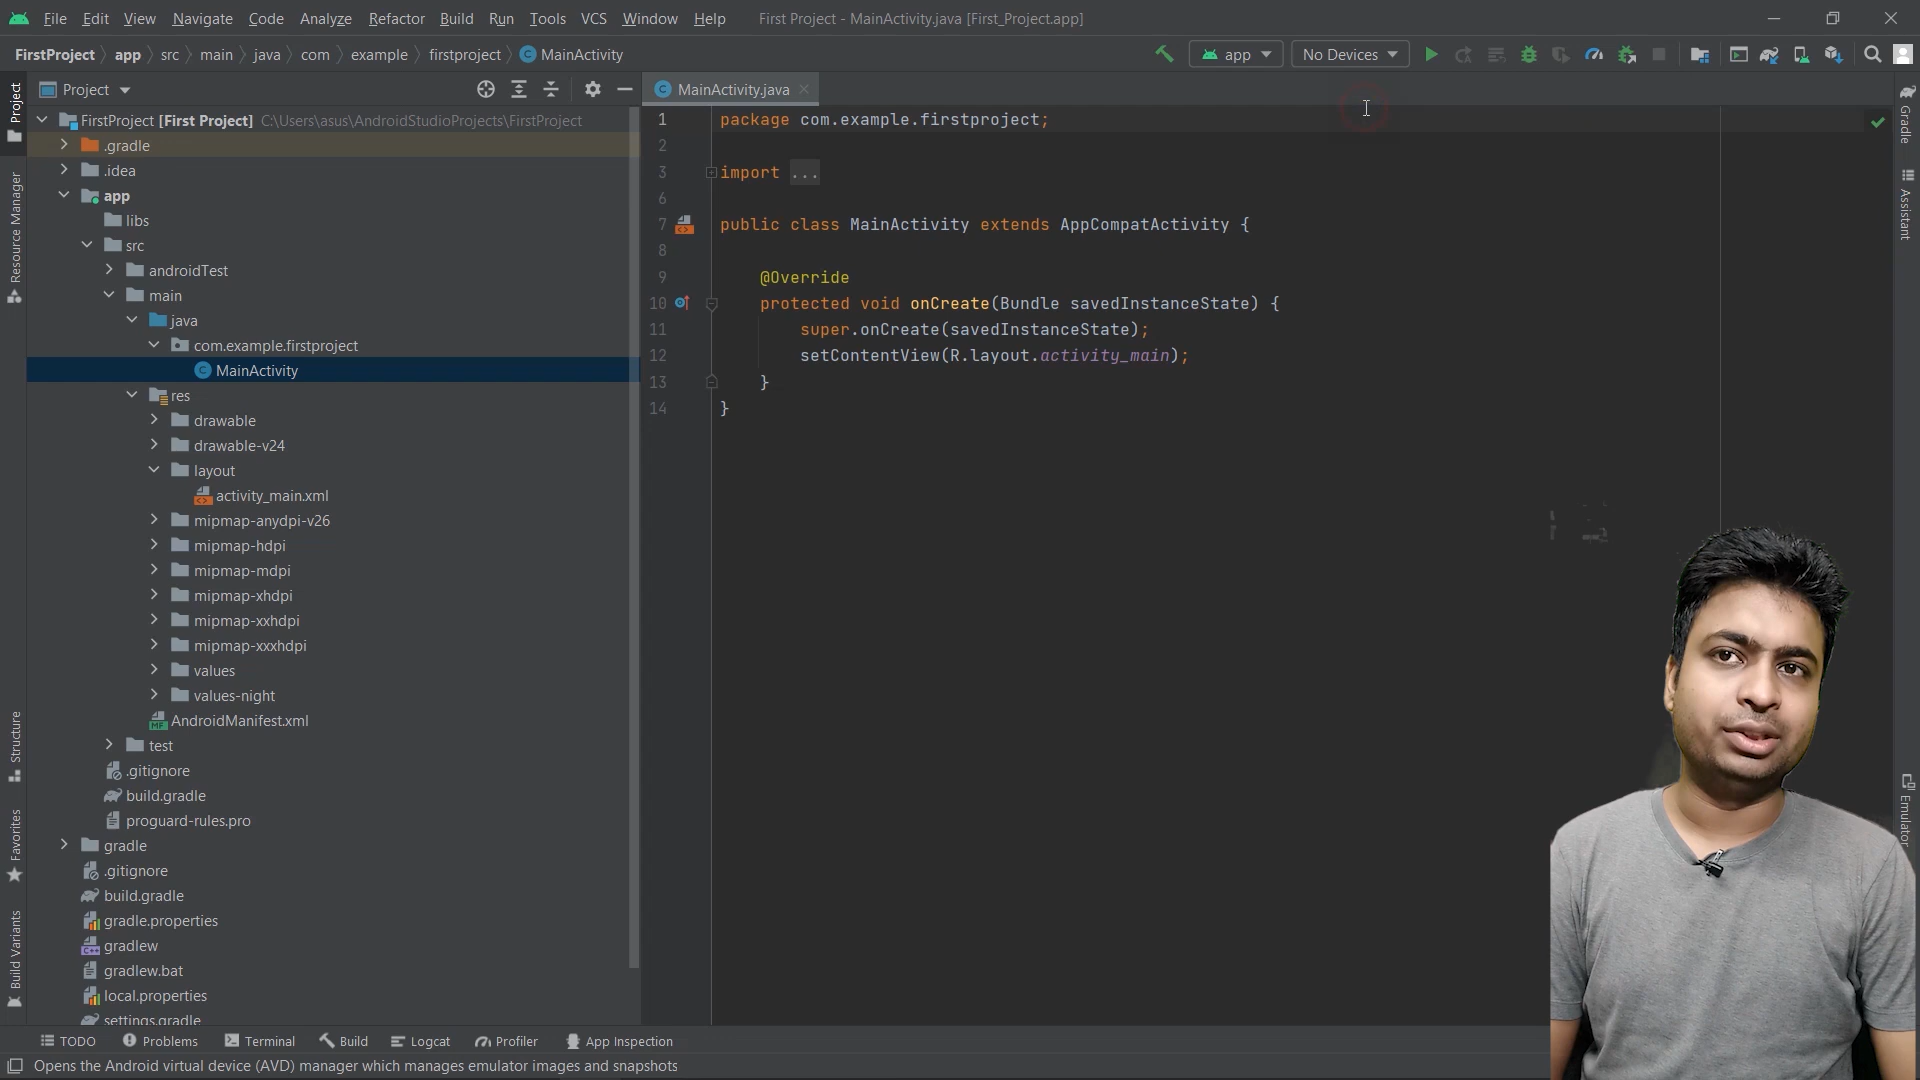 File Edit View Navigate Code Analyze Refactor Build Run Tools VCS Window Help First Project - MainActivity.java [First_Project.app]
FirstProject app src main java com example firstproject MainActivity app No Devices
Project
MainActivity.java
FirstProject [First Project] C:\Users\asus\AndroidStudioProjects\FirstProject
.gradle
.idea
app
libs
src
androidTest
main
java
com.example.firstproject
MainActivity
res
drawable
drawable-v24
layout
activity_main.xml
mipmap-anydpi-v26
mipmap-hdpi
mipmap-mdpi
mipmap-xhdpi
mipmap-xxhdpi
mipmap-xxxhdpi
values
values-night
AndroidManifest.xml
test
.gitignore
build.gradle
proguard-rules.pro
gradle
.gitignore
build.gradle
gradle.properties
gradlew
gradlew.bat
local.properties
settings.gradle
1 package com.example.firstproject;
2
3 import ...
6
7 public class MainActivity extends AppCompatActivity {
8
9 @Override
10 protected void onCreate(Bundle savedInstanceState) {
11 super.onCreate(savedInstanceState);
12 setContentView(R.layout.activity_main);
13 }
14 }
Project
Resource Manager
Structure
Favorites
Build Variants
Gradle
Assistant
Emulator
TODO Problems Terminal Build Logcat Profiler App Inspection
Opens the Android virtual device (AVD) manager which manages emulator images and snapshots